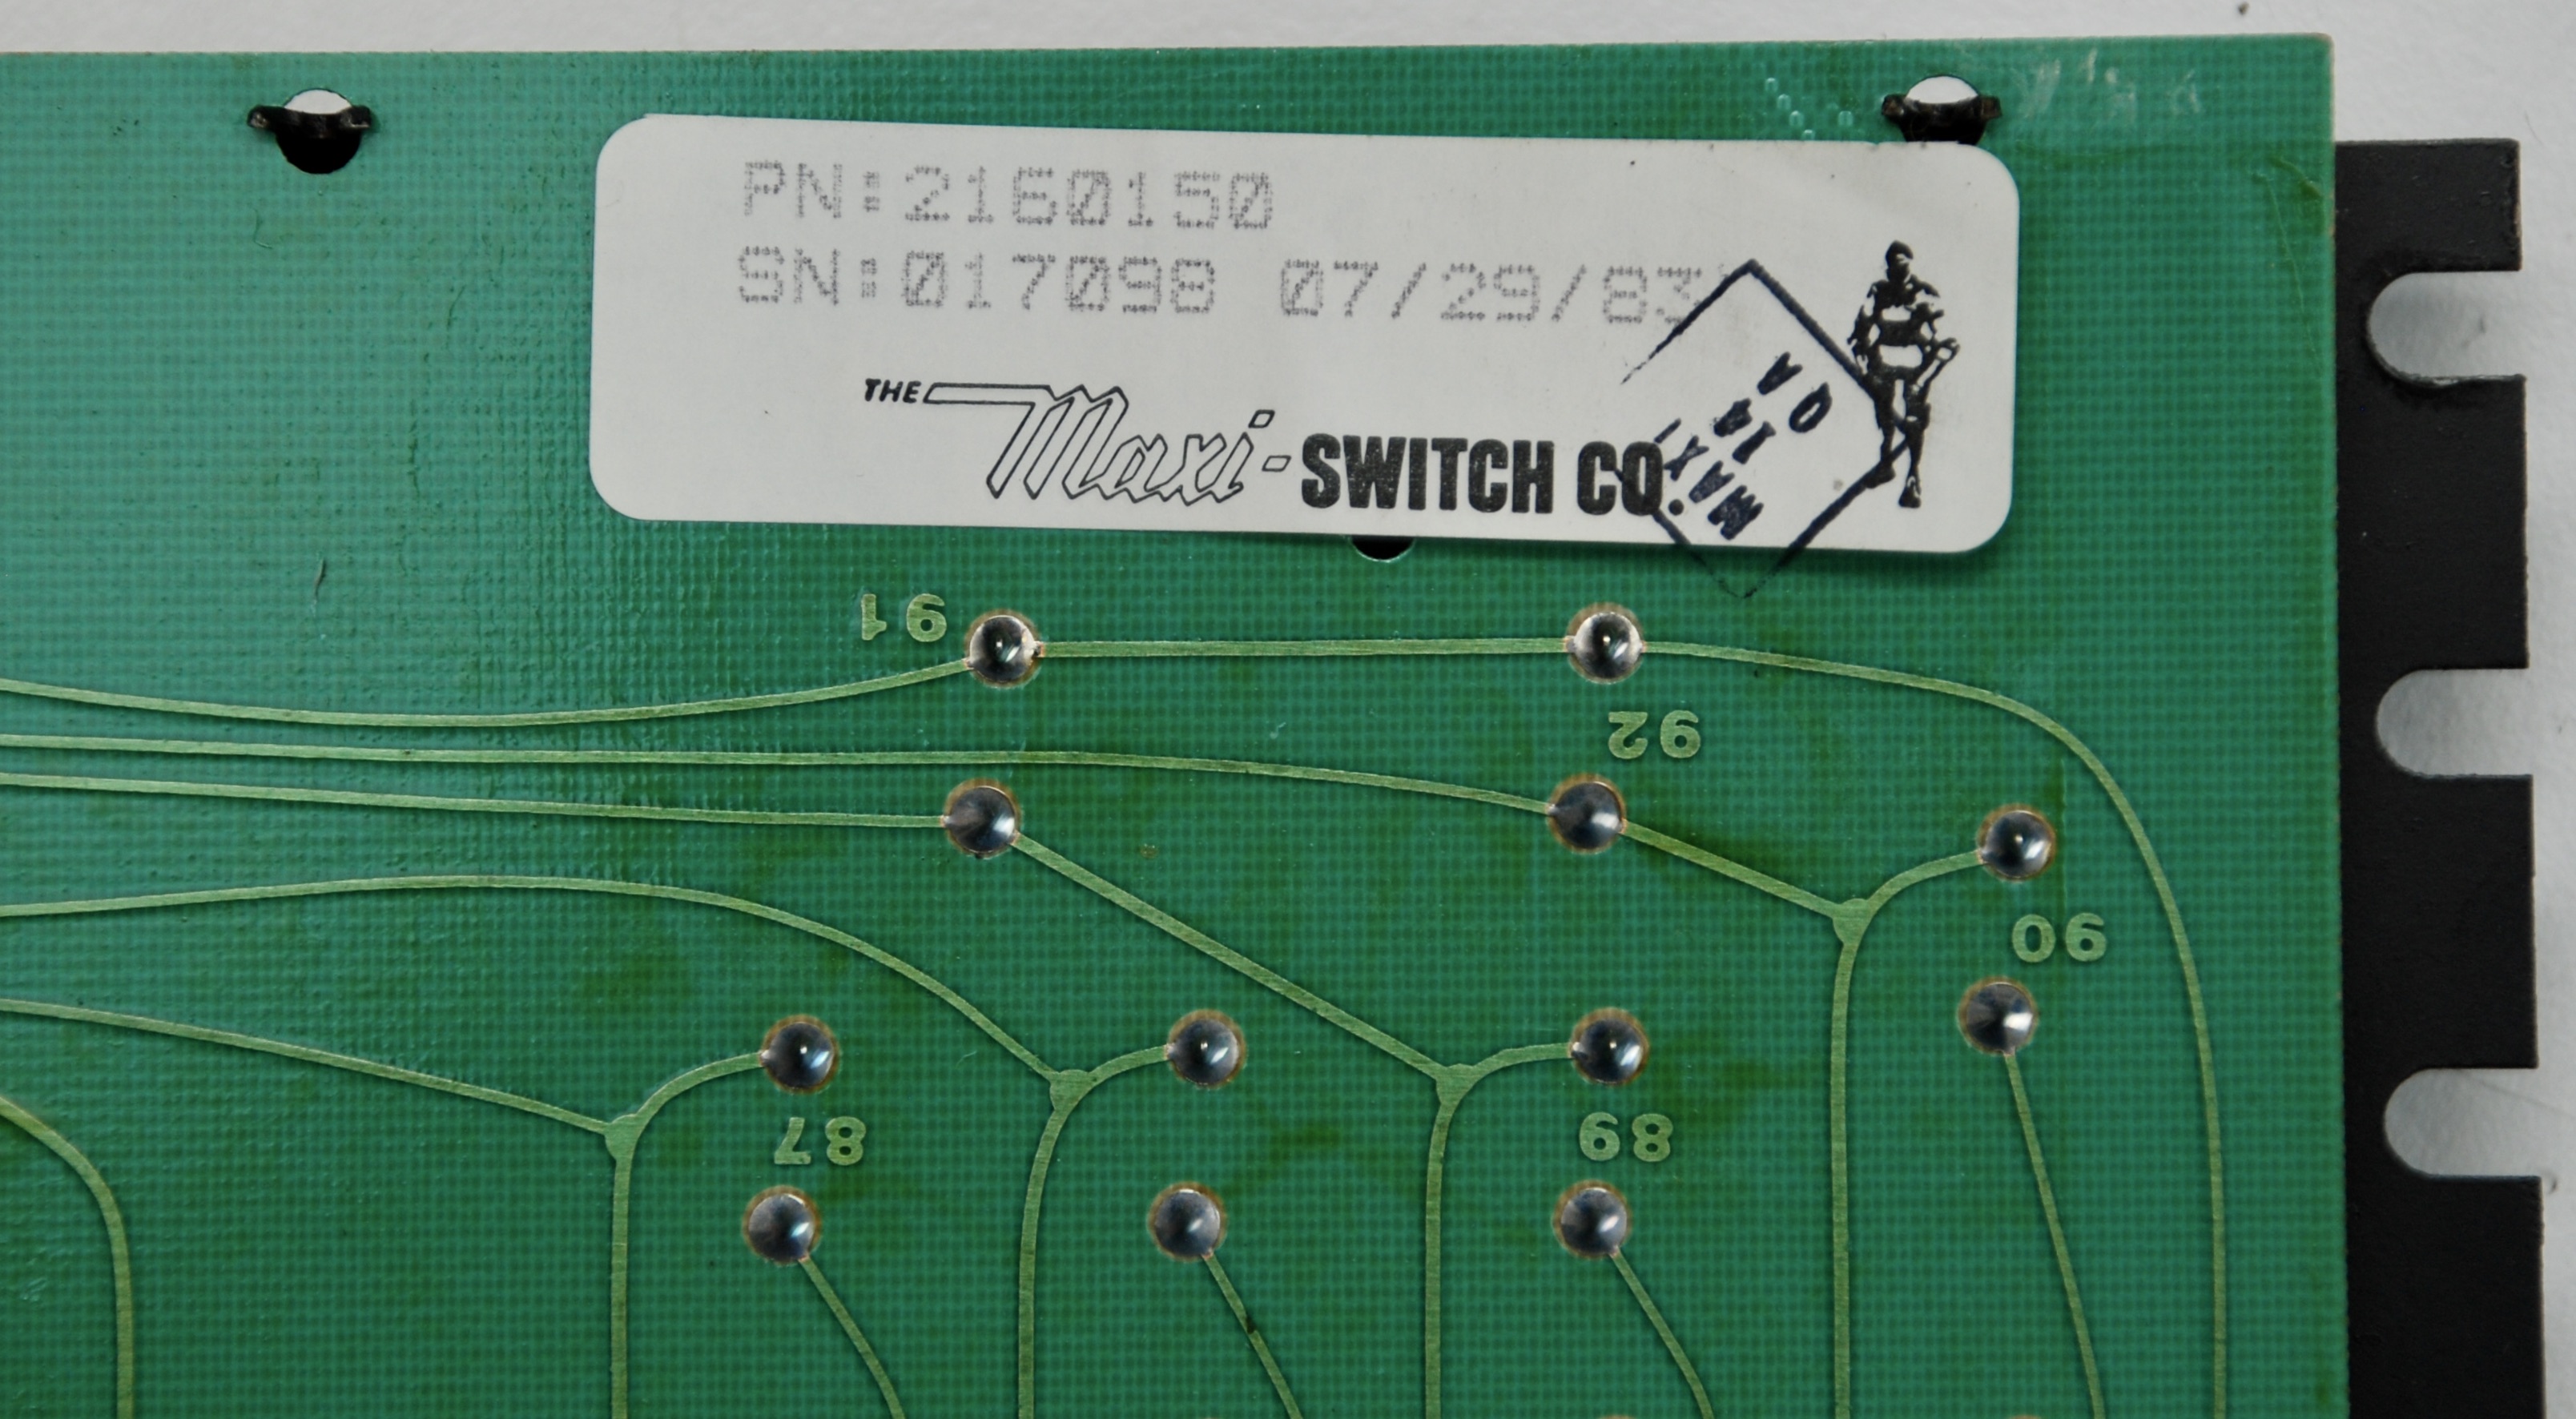 PN:2160150
SN:017098 07/29/83
THE Maxi-SWITCH CO.
MAXI
QA
91
92
90
87
89